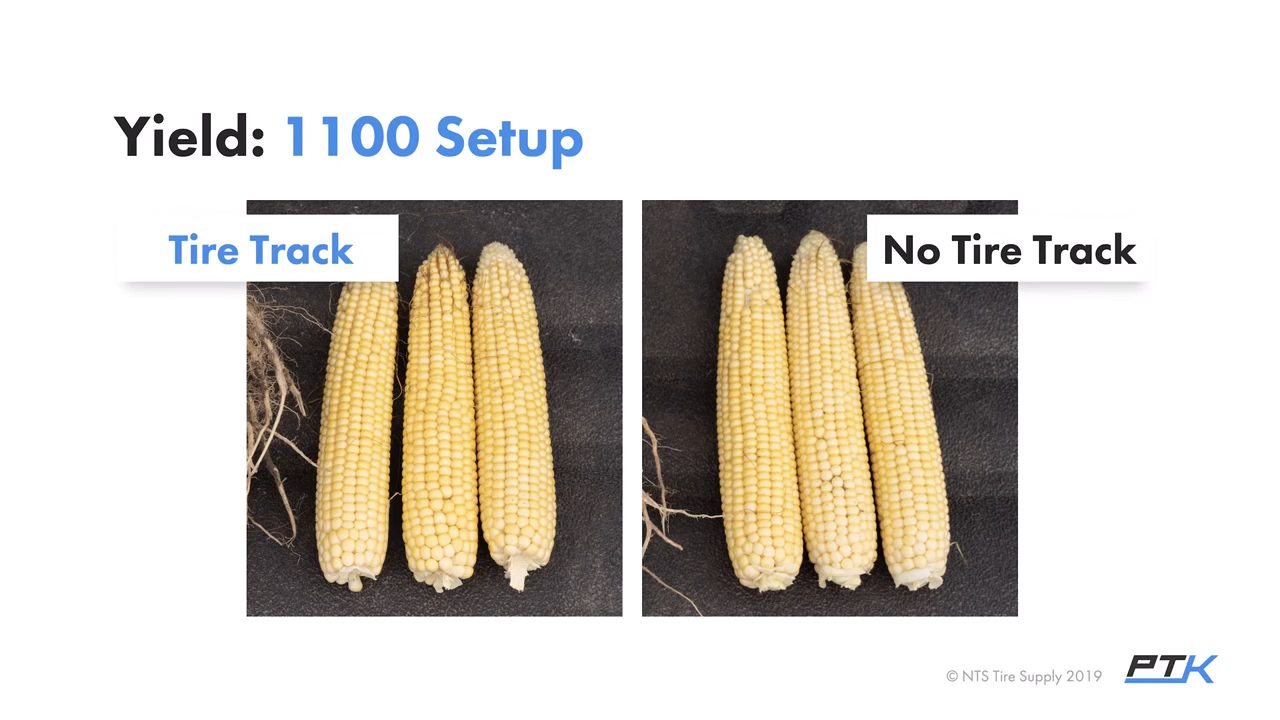 Yield: 1100 Setup
Tire Track
No Tire Track
© NTS Tire Supply 2019
PTK